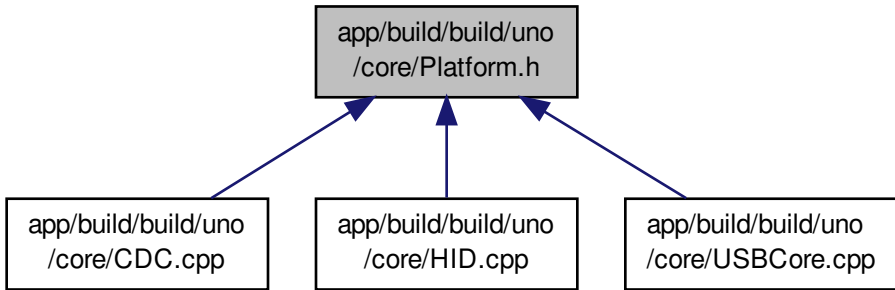 app/build/build/uno
/core/Platform.h
app/build/build/uno
/core/CDC.cpp
app/build/build/uno
/core/HID.cpp
app/build/build/uno
/core/USBCore.cpp